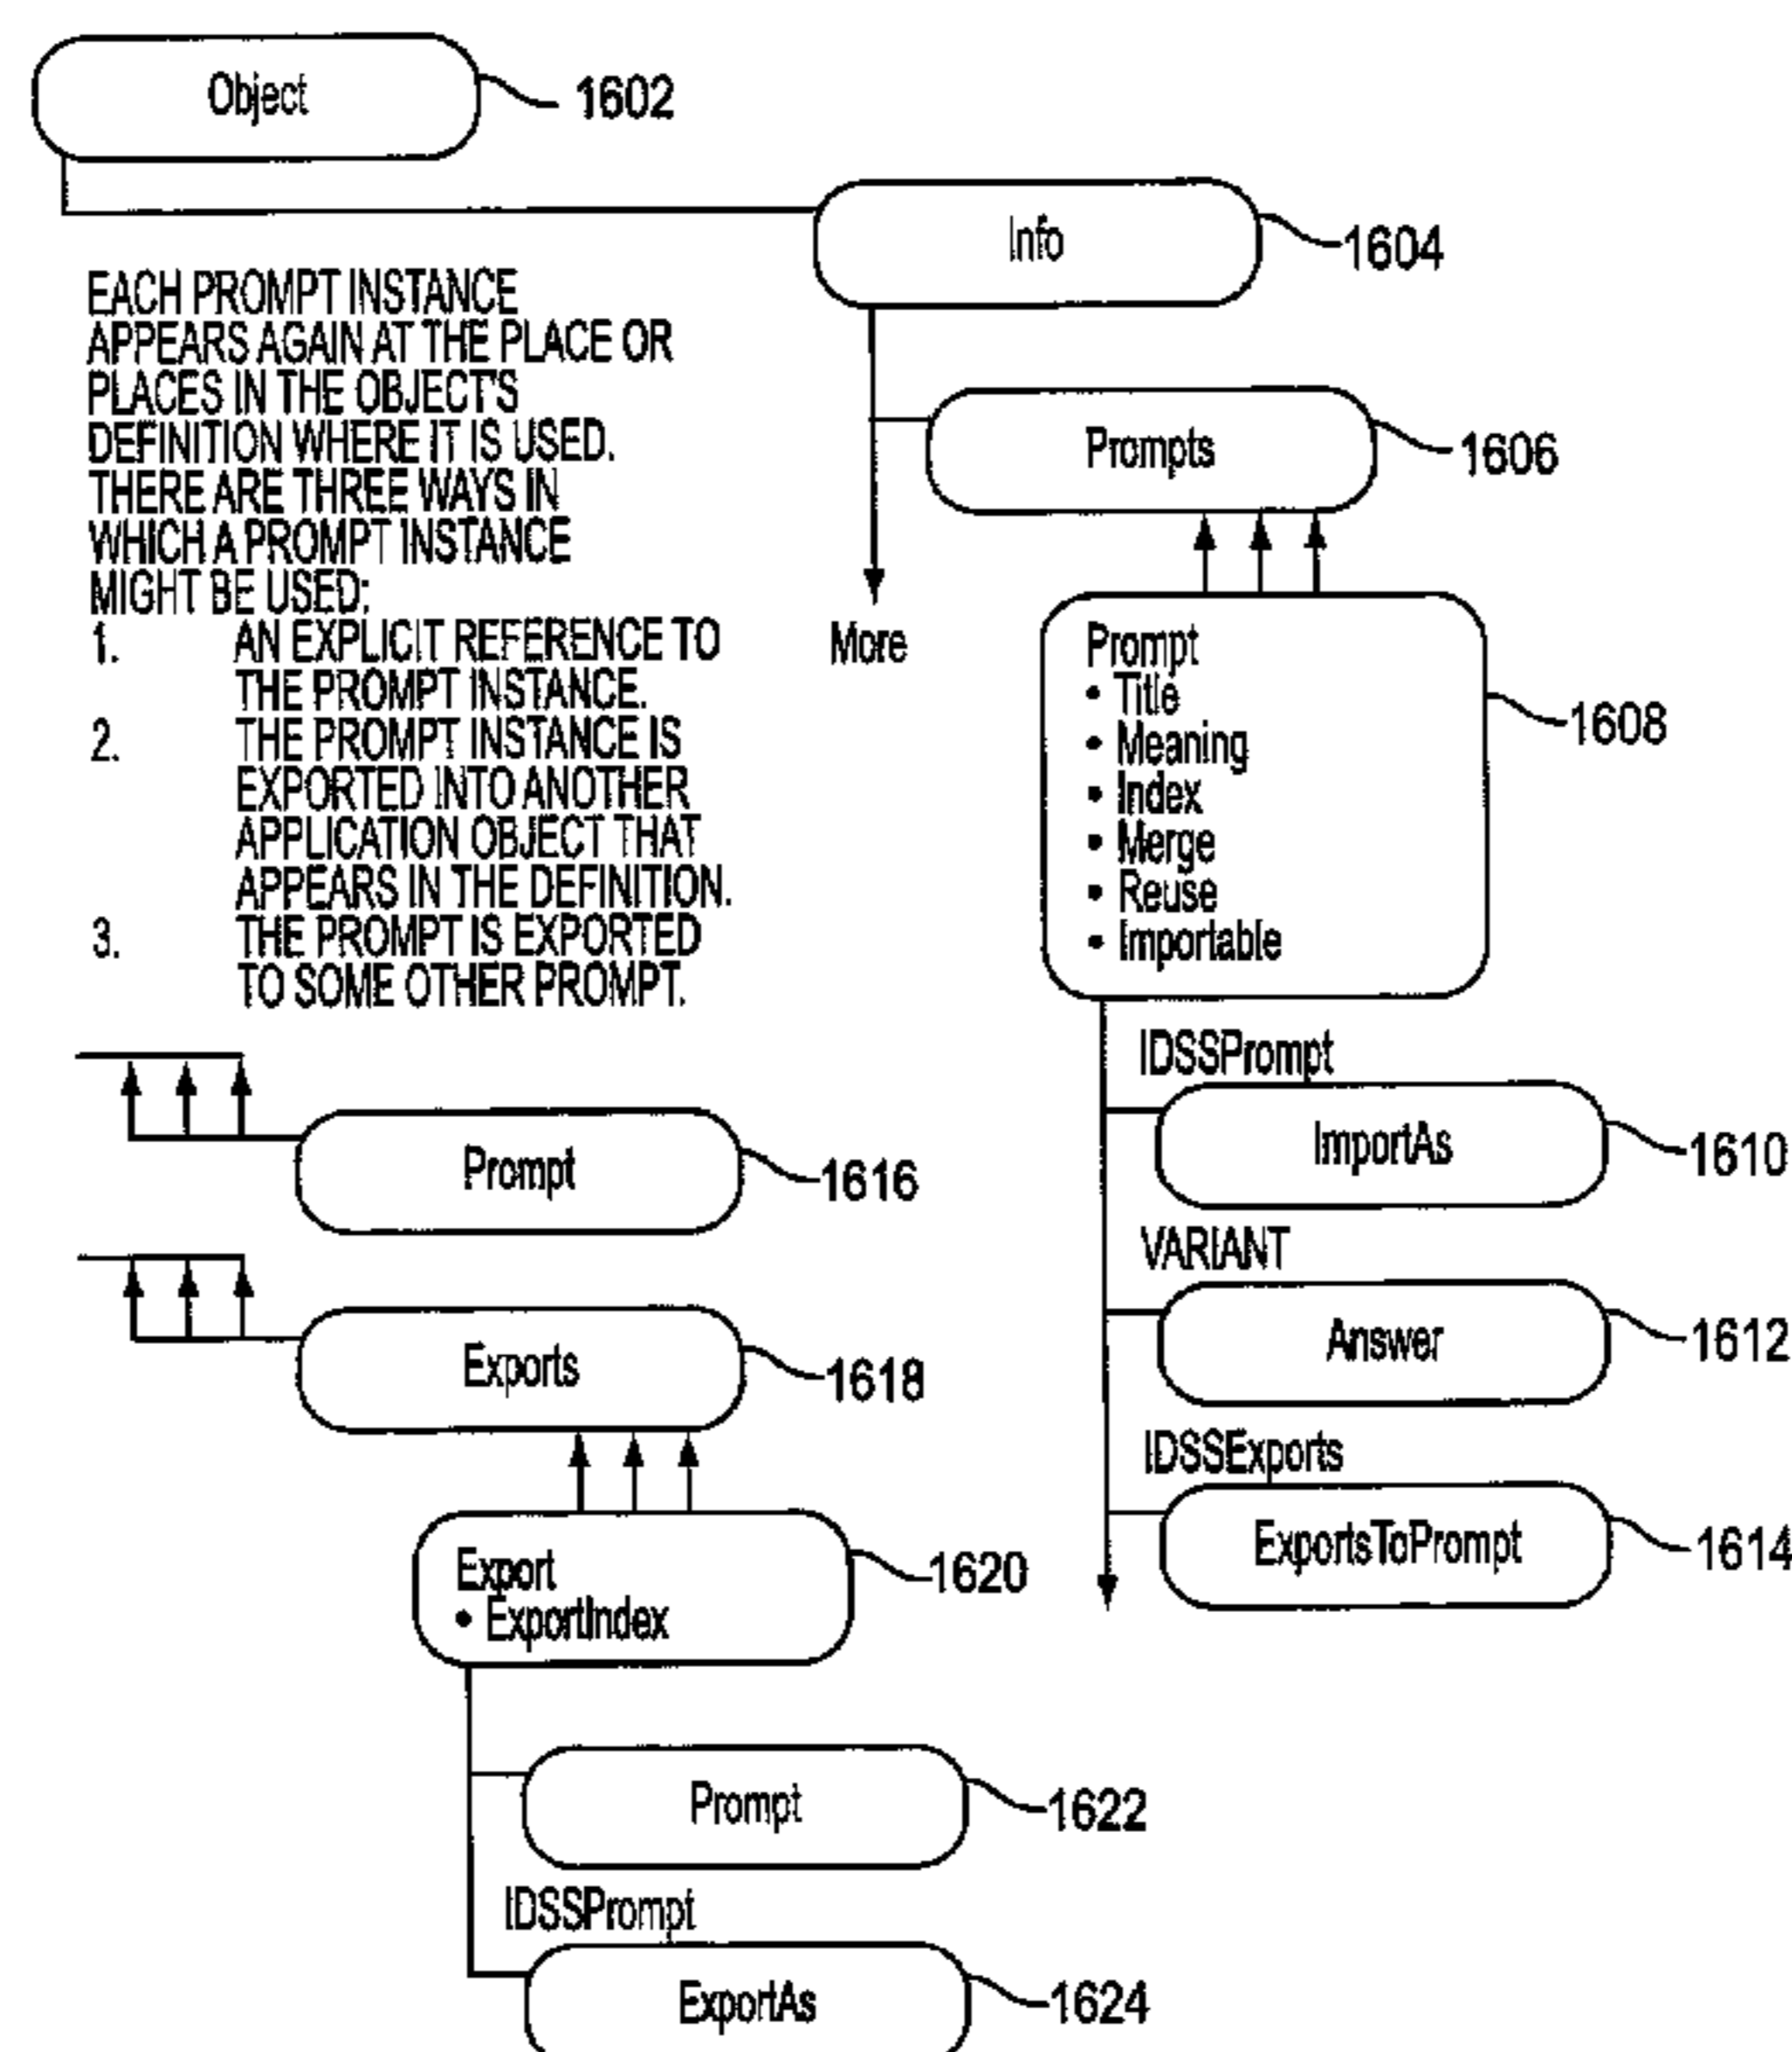 Object
1602
Info
1604
EACH PROMPT INSTANCE
APPEARS AGAIN AT THE PLACE OR
PLACES IN THE OBJECT'S
DEFINITION WHERE IT IS USED.
THERE ARE THREE WAYS IN
WHICH A PROMPT INSTANCE
MIGHT BE USED:
1. AN EXPLICIT REFERENCE TO
THE PROMPT INSTANCE.
2. THE PROMPT INSTANCE IS
EXPORTED INTO ANOTHER
APPLICATION OBJECT THAT
APPEARS IN THE DEFINITION.
3. THE PROMPT IS EXPORTED
TO SOME OTHER PROMPT.
Prompts
1606
More
Prompt
• Title
• Meaning
• Index
• Merge
• Reuse
• Importable
1608
IDSSPrompt
ImportAs
1610
VARIANT
Answer
1612
IDSSExports
ExportsToPrompt
1614
Prompt
1616
Exports
1618
Export
• ExportIndex
1620
Prompt
1622
IDSSPrompt
ExportAs
1624